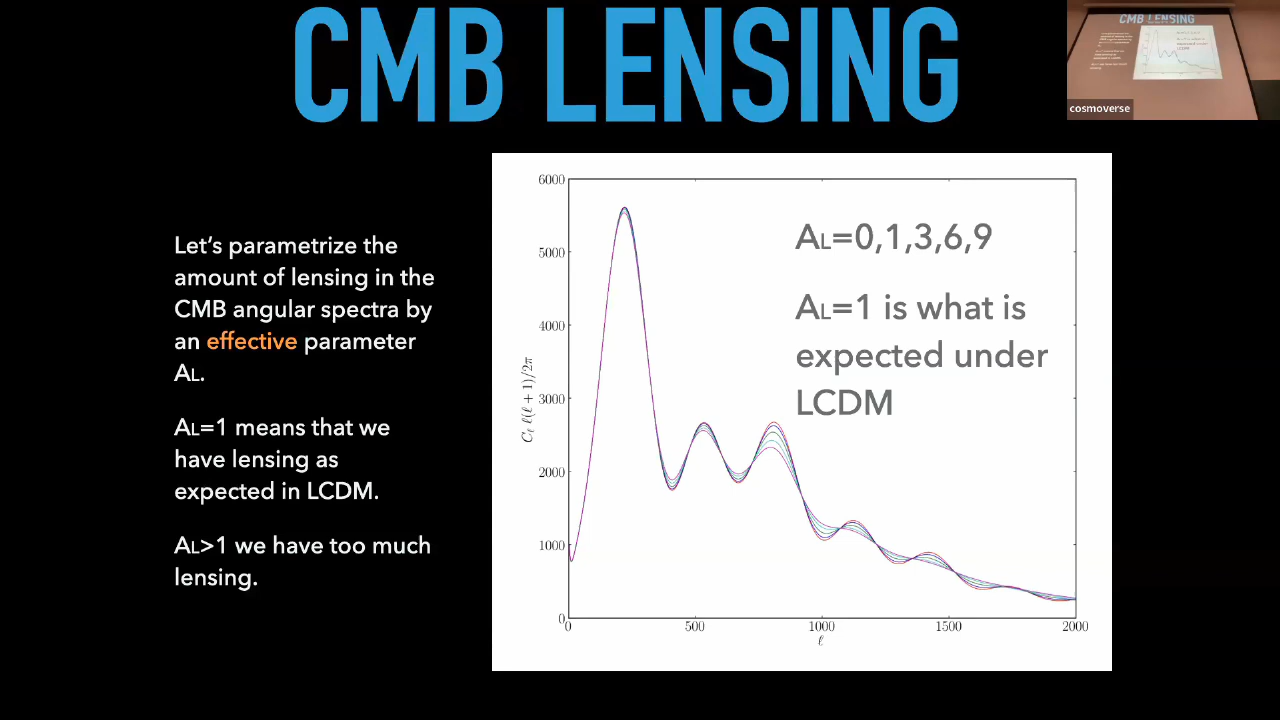 CMB LENSING
CMB LENSING
cosmoverse
Let's parametrize the
amount of lensing in the
CMB angular spectra by
an effective parameter
AL.
AL=1 means that we
have lensing as
expected in LCDM.
AL>1 we have too much
lensing.
AL=0,1,3,6,9
AL=1 is what is
expected under
LCDM
6000
5000
4000
3000
2000
1000
0
Cℓ ℓ(ℓ + 1)/2π
0 500 1000 1500 2000
ℓ